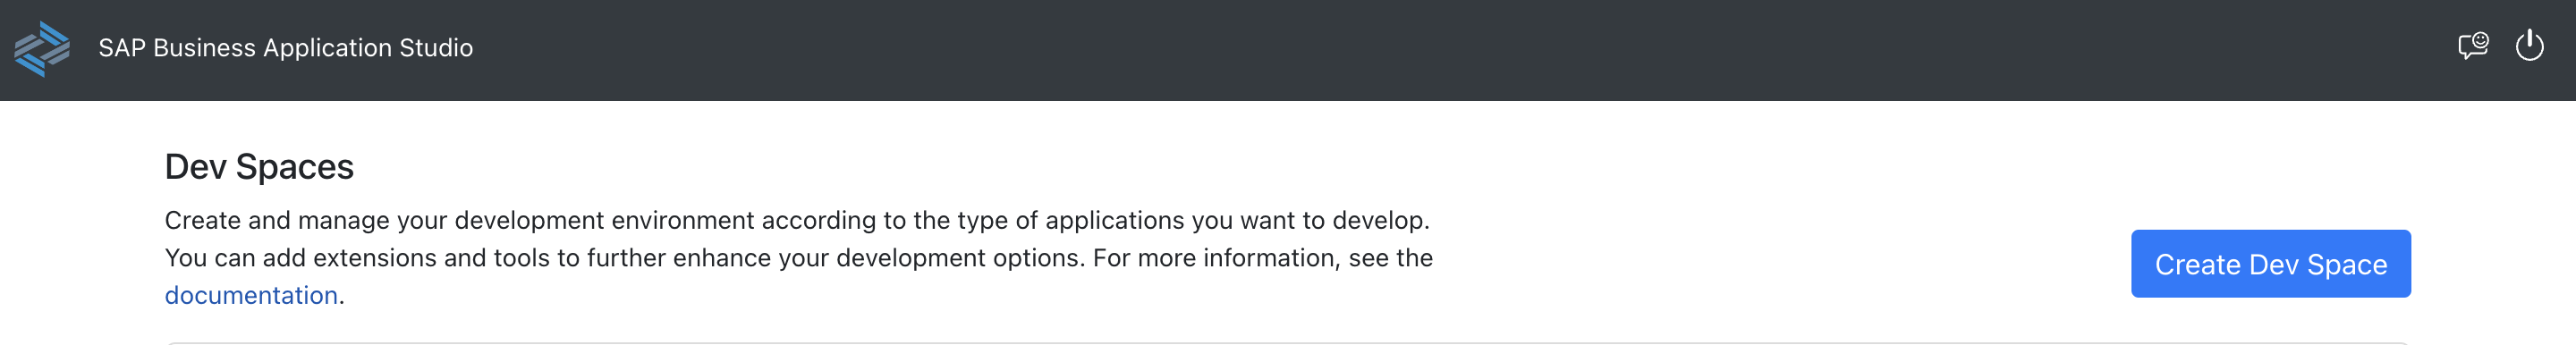 SAP Business Application Studio
Dev Spaces
Create and manage your development environment according to the type of applications you want to develop.
You can add extensions and tools to further enhance your development options. For more information, see the
documentation.
Create Dev Space